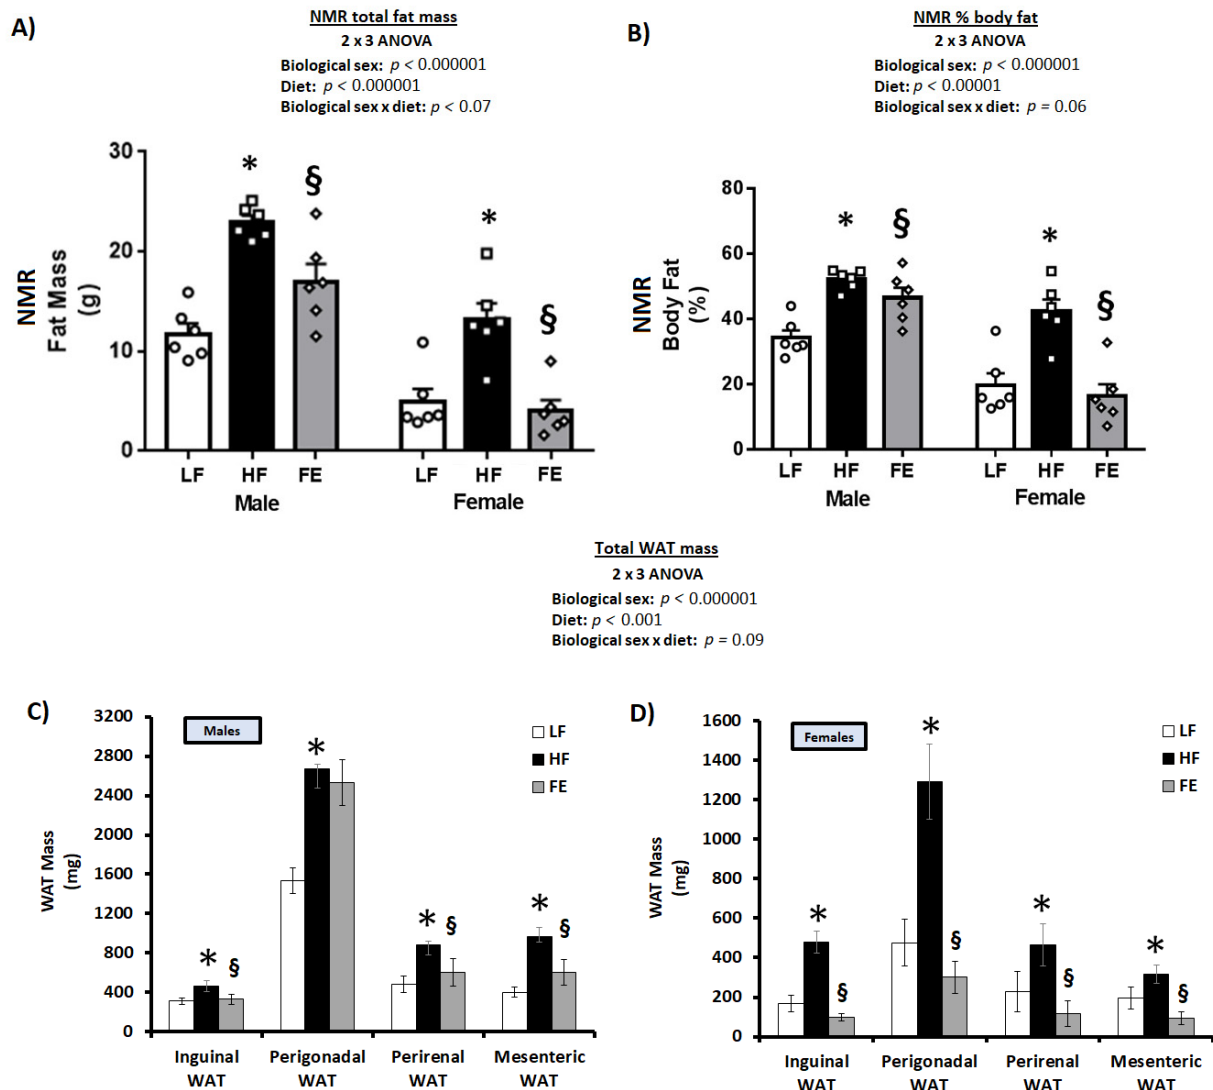 A)
NMR total fat mass
2 x 3 ANOVA
Biological sex: p < 0.000001
Diet: p < 0.000001
Biological sex x diet: p < 0.07
NMR
Fat Mass
(g)
30
20
10
0
*
§
*
§
LF HF FE LF HF FE
Male Female
B)
NMR % body fat
2 x 3 ANOVA
Biological sex: p < 0.000001
Diet: p < 0.00001
Biological sex x diet: p = 0.06
NMR
Body Fat
(%)
80
60
40
20
0
*
§
*
§
LF HF FE LF HF FE
Male Female
Total WAT mass
2 x 3 ANOVA
Biological sex: p < 0.000001
Diet: p < 0.001
Biological sex x diet: p = 0.09
C)
Males
LF
HF
FE
WAT Mass
(mg)
3200
2800
2400
2000
1600
1200
800
400
0
* § * * § * §
Inguinal Perigonadal Perirenal Mesenteric
WAT WAT WAT WAT
D)
Females
LF
HF
FE
WAT Mass
(mg)
1600
1400
1200
1000
800
600
400
200
0
* § * § * § * §
Inguinal Perigonadal Perirenal Mesenteric
WAT WAT WAT WAT